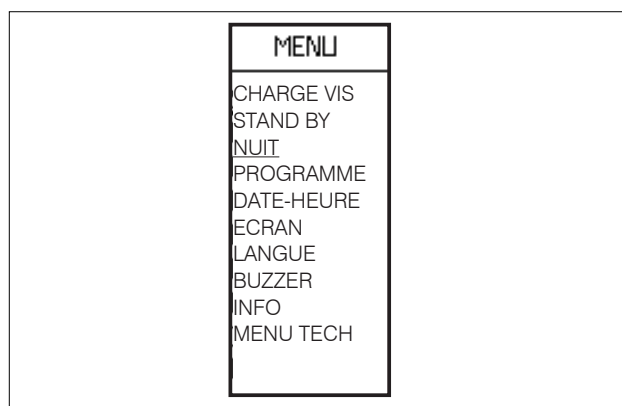 MENU
CHARGE VIS
STAND BY
NUIT
PROGRAMME
DATE-HEURE
ECRAN
LANGUE
BUZZER
INFO
MENU TECH